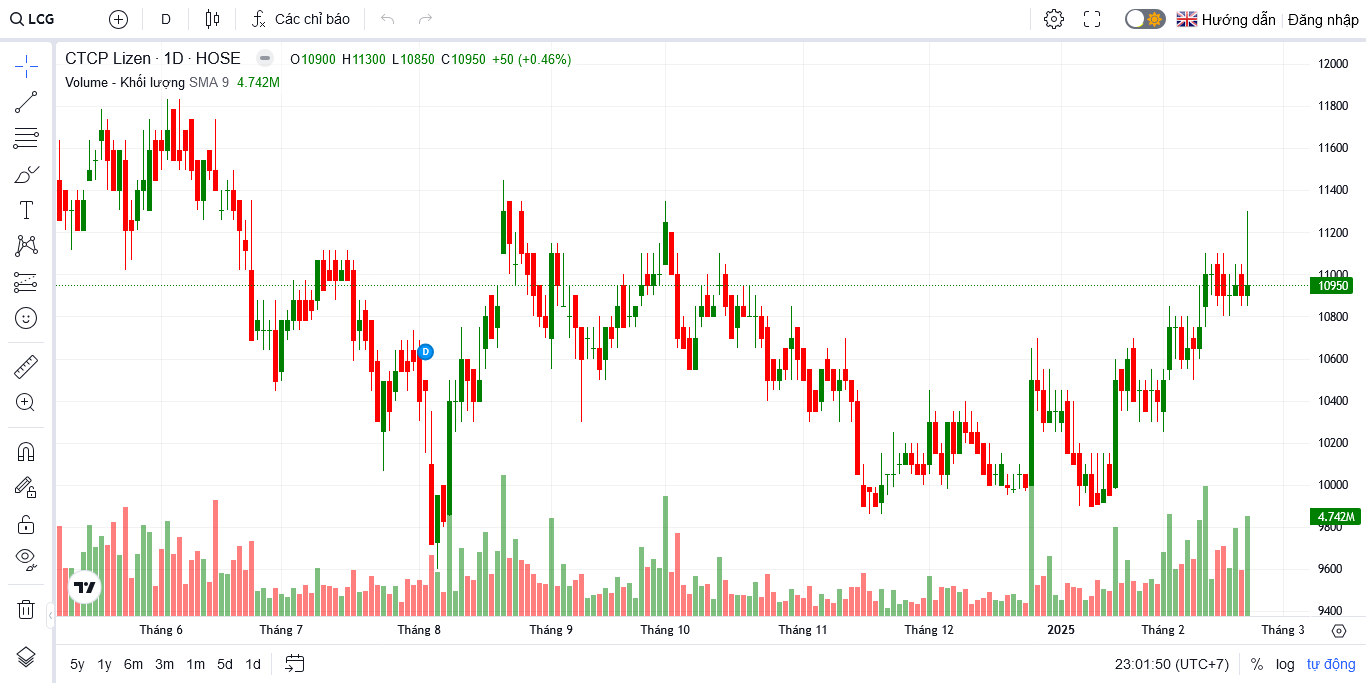 LCG D Các chỉ báo Hướng dẫn Đăng nhập
CTCP Lizen · 1D · HOSE O10900 H11300 L10850 C10950 +50 (+0.46%)
Volume - Khối lượng SMA 9 4.742M
12000
11800
11600
11400
11200
11000
10950
10800
10600
10400
10200
10000
4.742M
9800
9600
9400
D
Tháng 6 Tháng 7 Tháng 8 Tháng 9 Tháng 10 Tháng 11 Tháng 12 2025 Tháng 2 Tháng 3
5y 1y 6m 3m 1m 5d 1d 23:01:50 (UTC+7) % log tự động